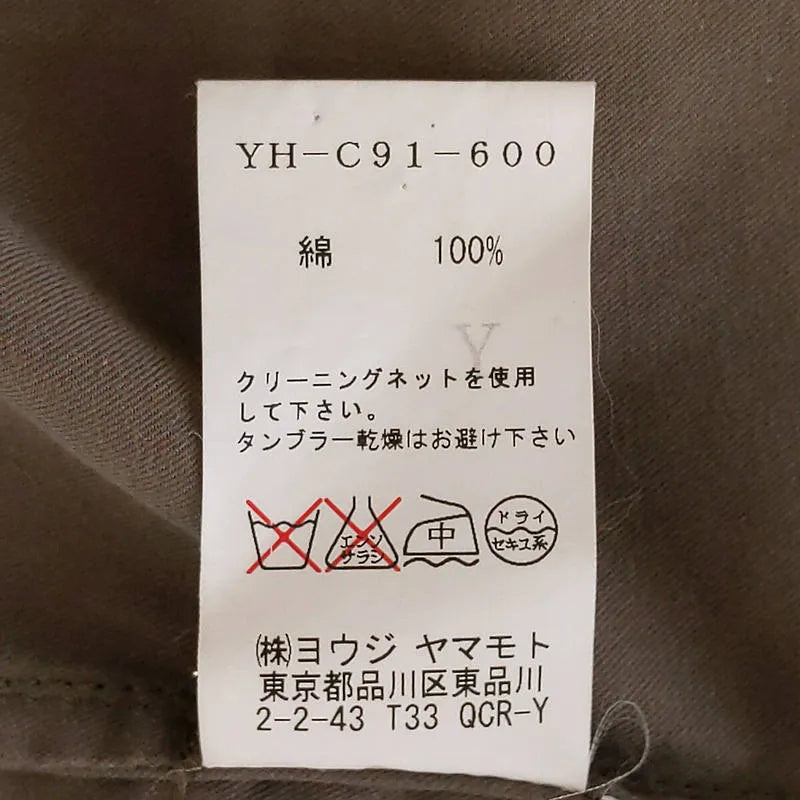 YH-C91-600
綿 100%
Y
クリーニングネットを使用
して下さい。
タンブラー乾燥はお避け下さい
エンソ
サラシ
中
ドライ
セキユ系
㈱ヨウジ ヤマモト
東京都品川区東品川
2-2-43 T33 QCR-Y